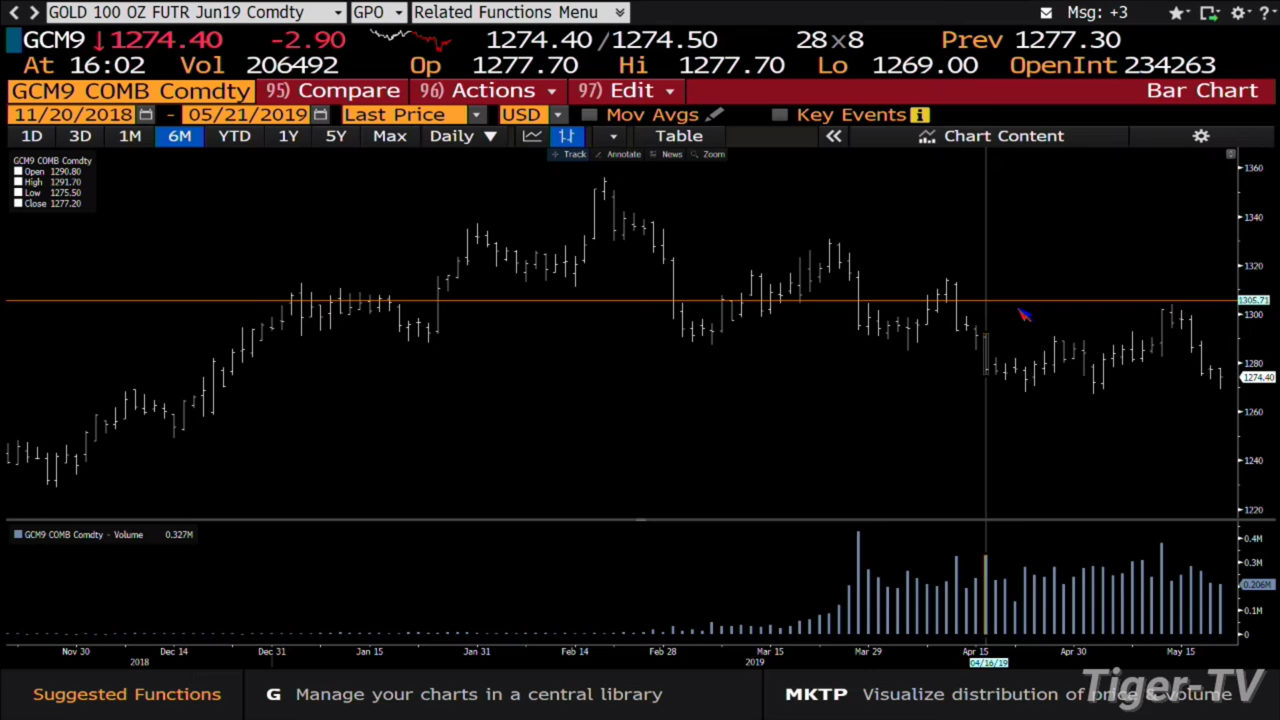 GOLD 100 OZ FUTR Jun19 Comdty GPO Related Functions Menu Msg: +3
GCM9 ↓1274.40 -2.90 1274.40/1274.50 28×8 Prev 1277.30
At 16:02 Vol 206492 Op 1277.70 Hi 1277.70 Lo 1269.00 OpenInt 234263
GCM9 COMB Comdty 95) Compare 96) Actions 97) Edit Bar Chart
11/20/2018 - 05/21/2019 Last Price USD Mov Avgs Key Events
1D 3D 1M 6M YTD 1Y 5Y Max Daily ▼ Table « Chart Content
Track Annotate News Zoom
GCM9 COMB Comdty
Open 1290.80
High 1291.70
Low 1275.50
Close 1277.20
1360
1340
1320
1305.71
1300
1280
1274.40
1260
1240
1220
GCM9 COMB Comdty - Volume 0.327M
0.4M
0.3M
0.206M
0.1M
0
Nov 30 Dec 14 Dec 31 Jan 15 Jan 31 Feb 14 Feb 28 Mar 15 Mar 29 Apr 15 Apr 30 May 15
2018 2019 04/16/19
Suggested Functions G Manage your charts in a central library MKTP Visualize distribution of price & volume
Tiger-TV